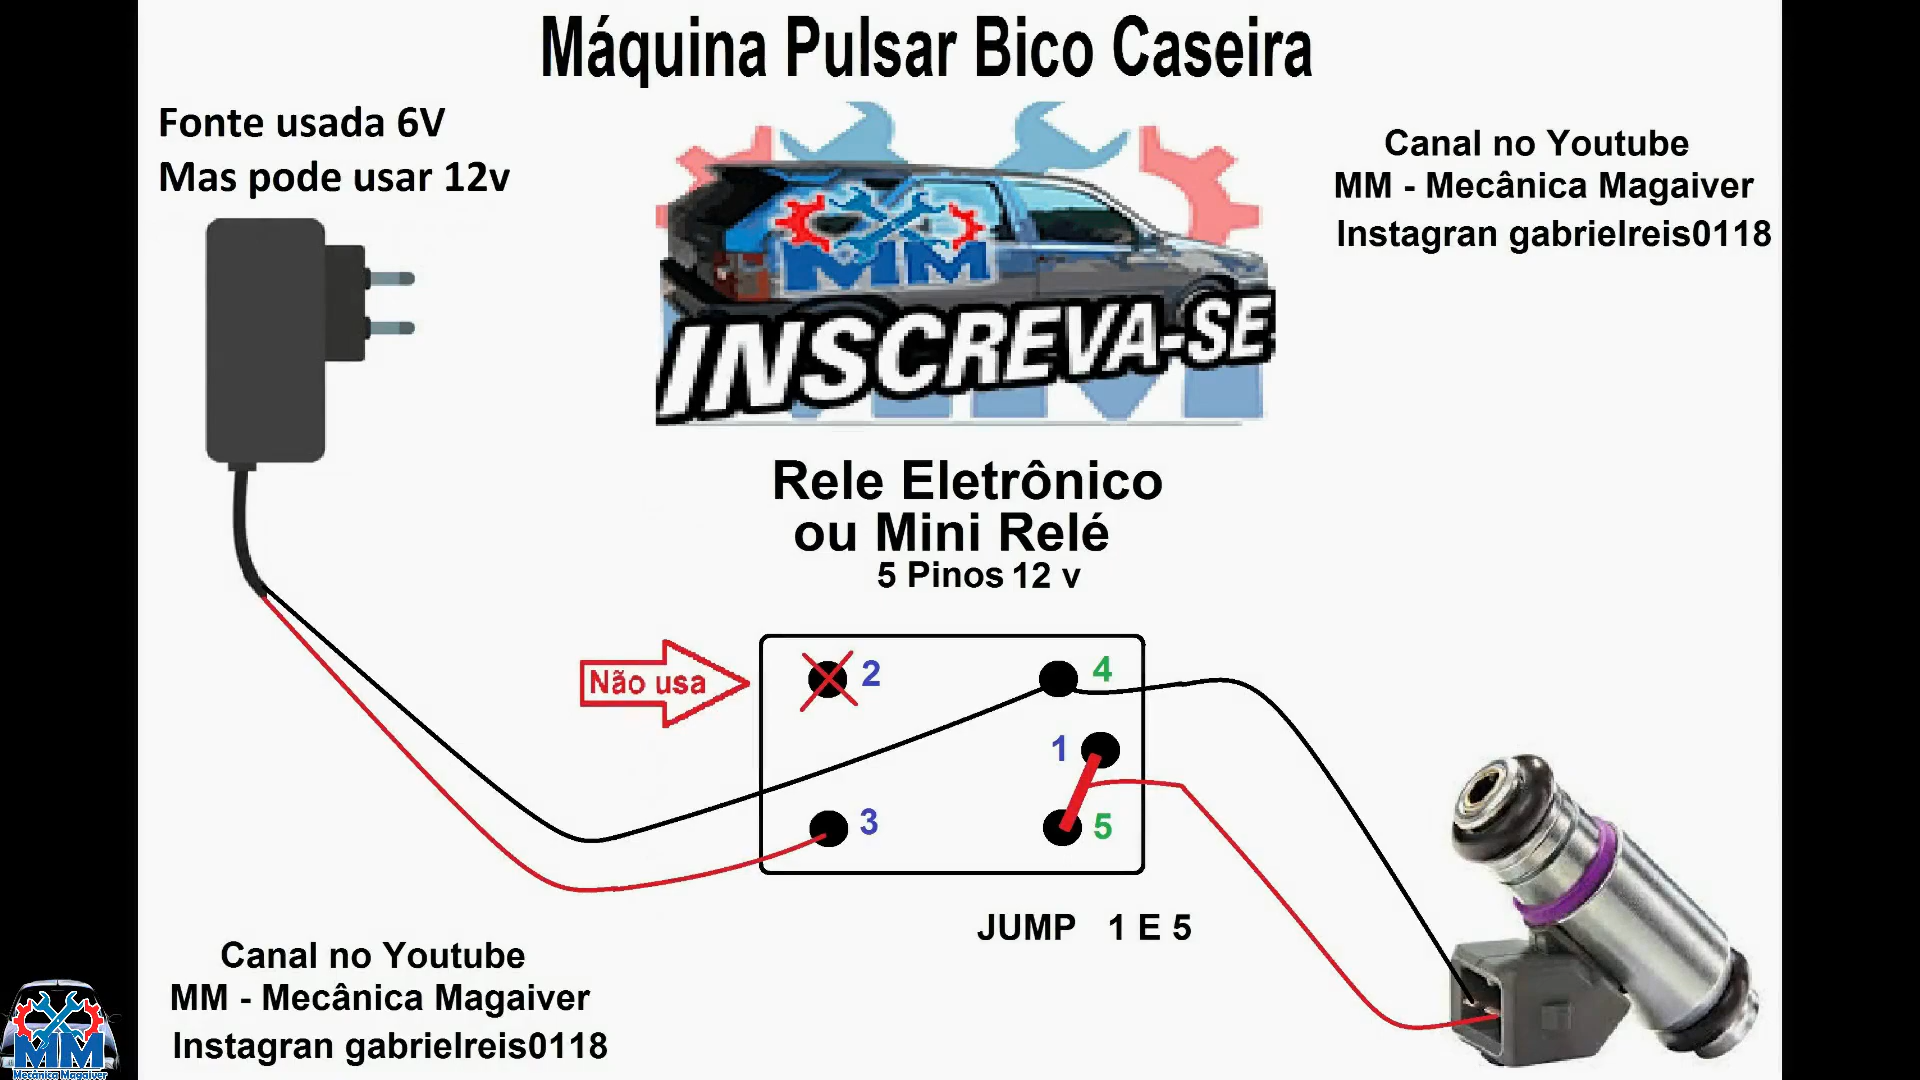 Máquina Pulsar Bico Caseira
Fonte usada 6V
Mas pode usar 12v
Canal no Youtube
MM - Mecânica Magaiver
Instagran gabrielreis0118
MM
INSCREVA-SE
Rele Eletrônico
ou Mini Relé
5 Pinos 12 v
Não usa
2
4
1
3
5
JUMP 1 E 5
Canal no Youtube
MM - Mecânica Magaiver
Instagran gabrielreis0118
MM
Mecânica Magaiver